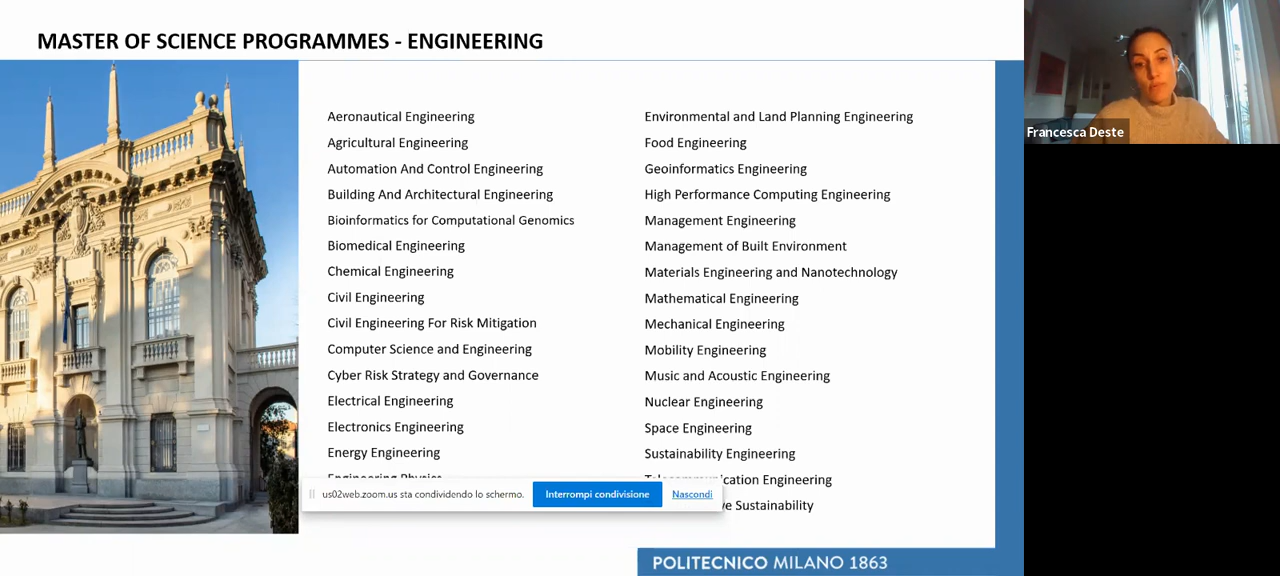 MASTER OF SCIENCE PROGRAMMES - ENGINEERING
Francesca Deste
Aeronautical Engineering
Agricultural Engineering
Automation And Control Engineering
Building And Architectural Engineering
Bioinformatics for Computational Genomics
Biomedical Engineering
Chemical Engineering
Civil Engineering
Civil Engineering For Risk Mitigation
Computer Science and Engineering
Cyber Risk Strategy and Governance
Electrical Engineering
Electronics Engineering
Energy Engineering
Engineering Physics
Environmental and Land Planning Engineering
Food Engineering
Geoinformatics Engineering
High Performance Computing Engineering
Management Engineering
Management of Built Environment
Materials Engineering and Nanotechnology
Mathematical Engineering
Mechanical Engineering
Mobility Engineering
Music and Acoustic Engineering
Nuclear Engineering
Space Engineering
Sustainability Engineering
Telecommunication Engineering
Sustainability
us02web.zoom.us sta condividendo lo schermo.
Interrompi condivisione
Nascondi
POLITECNICO MILANO 1863